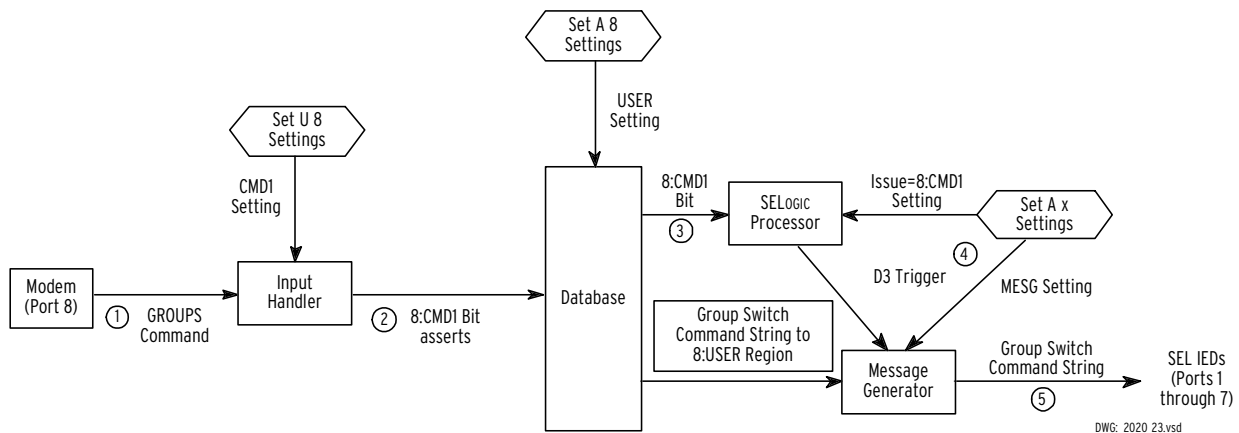 Set A 8
Settings
USER
Setting
Set U 8
Settings
CMD1
Setting
8:CMD1
Bit
3
SELOGIC
Processor
Issue=8:CMD1
Setting
Set A x
Settings
4
Modem
(Port 8)
1
GROUPS
Command
Input
Handler
2
8:CMD1 Bit
asserts
Database
D3 Trigger
MESG Setting
Group Switch
Command String to
8:USER Region
Message
Generator
Group Switch
Command String
5
SEL IEDs
(Ports 1
through 7)
DWG: 2020 23.vsd